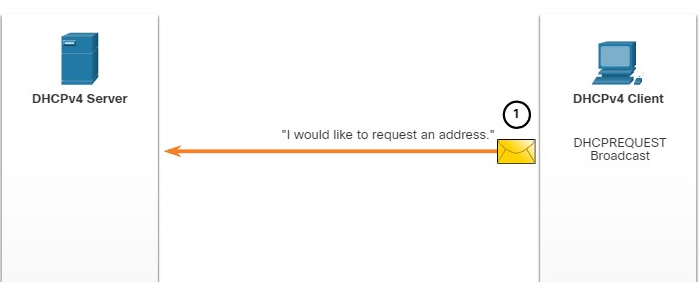 DHCPv4 Server
DHCPv4 Client
1
"I would like to request an address."
DHCPREQUEST
Broadcast